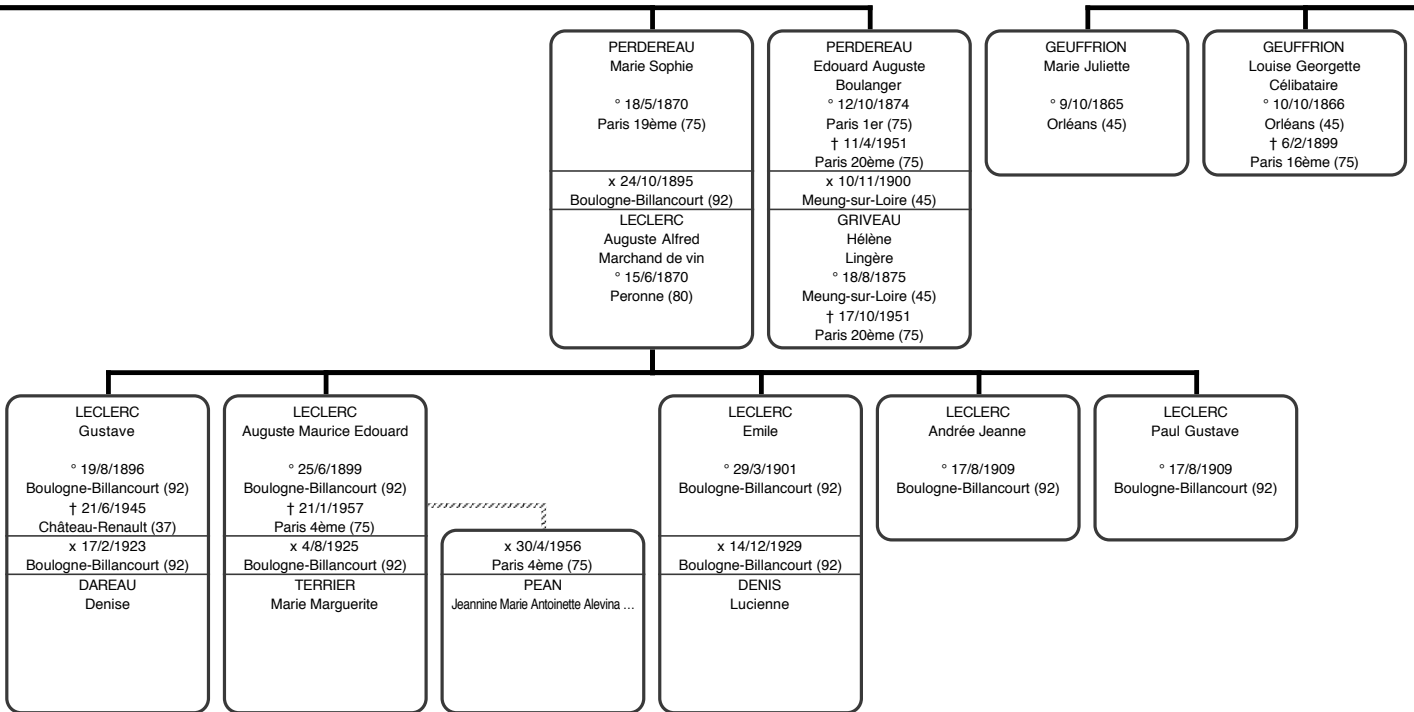 PERDEREAU
Marie Sophie
° 18/5/1870
Paris 19ème (75)
x 24/10/1895
Boulogne-Billancourt (92)
LECLERC
Auguste Alfred
Marchand de vin
° 15/6/1870
Peronne (80)
PERDEREAU
Edouard Auguste
Boulanger
° 12/10/1874
Paris 1er (75)
† 11/4/1951
Paris 20ème (75)
x 10/11/1900
Meung-sur-Loire (45)
GRIVEAU
Hélène
Lingère
° 18/8/1875
Meung-sur-Loire (45)
† 17/10/1951
Paris 20ème (75)
GEUFFRION
Marie Juliette
° 9/10/1865
Orléans (45)
GEUFFRION
Louise Georgette
Célibataire
° 10/10/1866
Orléans (45)
† 6/2/1899
Paris 16ème (75)
LECLERC
Gustave
° 19/8/1896
Boulogne-Billancourt (92)
† 21/6/1945
Château-Renault (37)
x 17/2/1923
Boulogne-Billancourt (92)
DAREAU
Denise
LECLERC
Auguste Maurice Edouard
° 25/6/1899
Boulogne-Billancourt (92)
† 21/1/1957
Paris 4ème (75)
x 4/8/1925
Boulogne-Billancourt (92)
TERRIER
Marie Marguerite
x 30/4/1956
Paris 4ème (75)
PEAN
Jeannine Marie Antoinette Alevina ...
LECLERC
Emile
° 29/3/1901
Boulogne-Billancourt (92)
x 14/12/1929
Boulogne-Billancourt (92)
DENIS
Lucienne
LECLERC
Andrée Jeanne
° 17/8/1909
Boulogne-Billancourt (92)
LECLERC
Paul Gustave
° 17/8/1909
Boulogne-Billancourt (92)